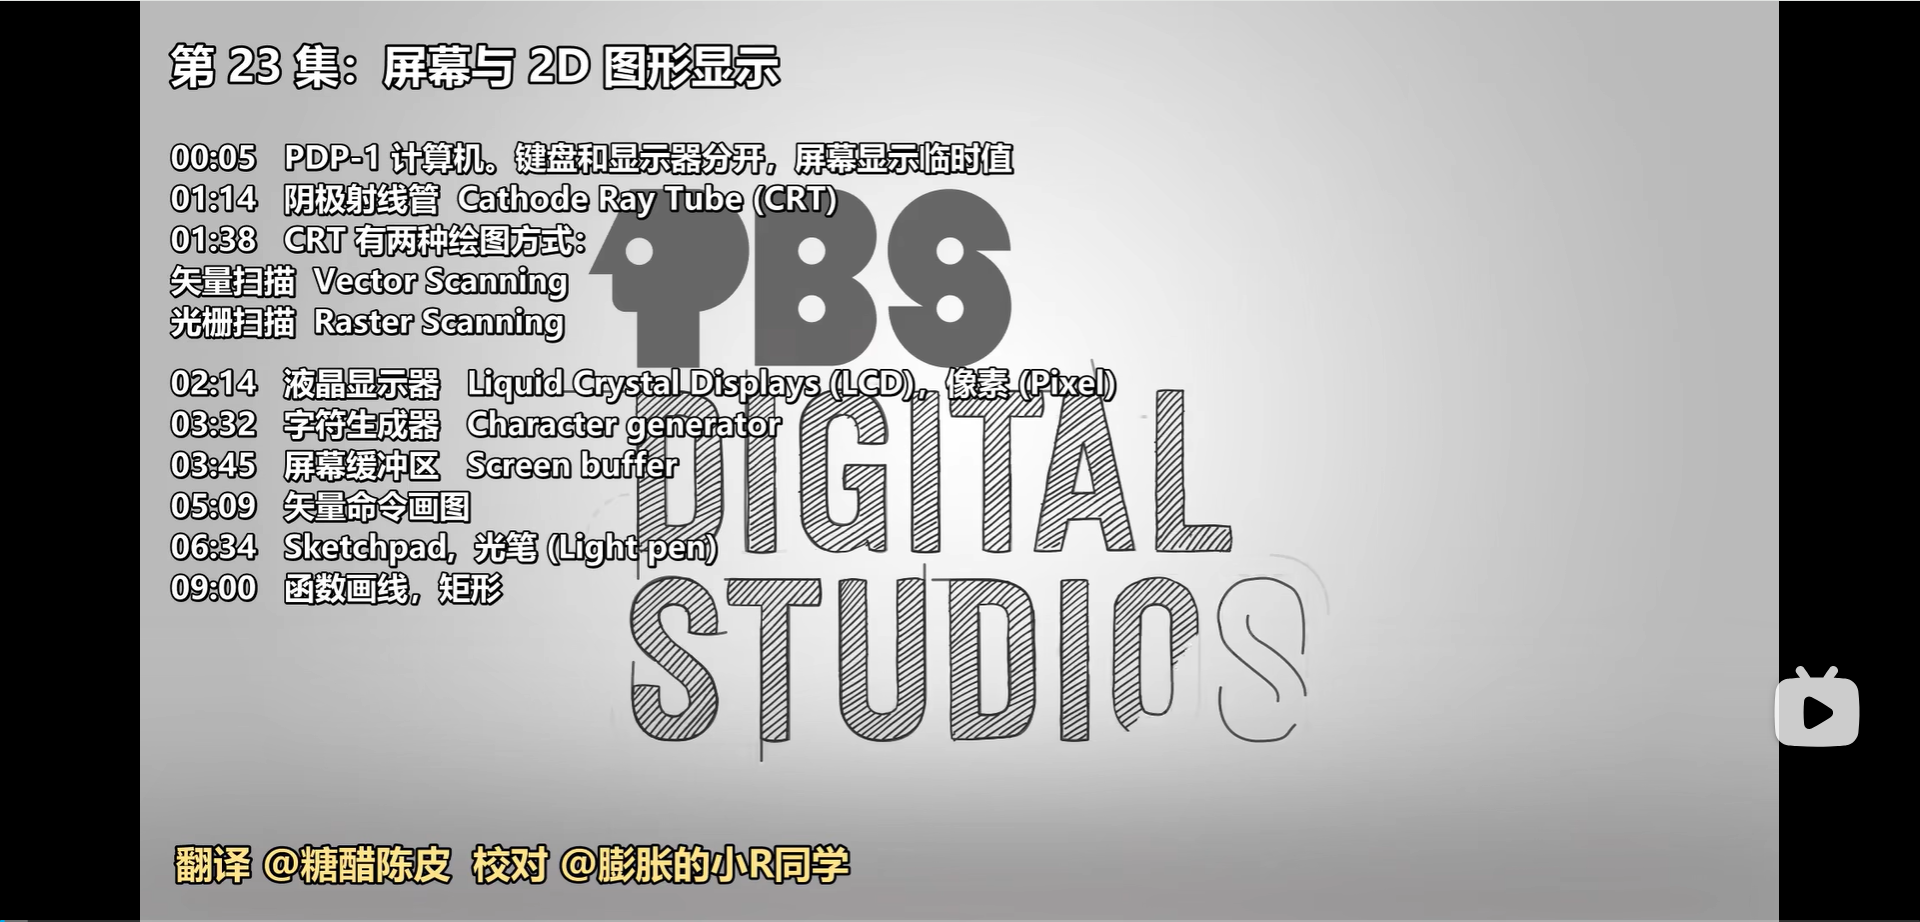 第 23 集：屏幕与 2D 图形显示
00:05 PDP-1 计算机。键盘和显示器分开，屏幕显示临时值
01:14 阴极射线管 Cathode Ray Tube (CRT)
01:38 CRT 有两种绘图方式：
矢量扫描 Vector Scanning
光栅扫描 Raster Scanning
02:14 液晶显示器 Liquid Crystal Displays (LCD)，像素 (Pixel)
03:32 字符生成器 Character generator
03:45 屏幕缓冲区 Screen buffer
05:09 矢量命令画图
06:34 Sketchpad, 光笔 (Light pen)
09:00 函数画线，矩形
PBS
DIGITAL
STUDIOS
翻译 @糖醋陈皮 校对 @膨胀的小R同学